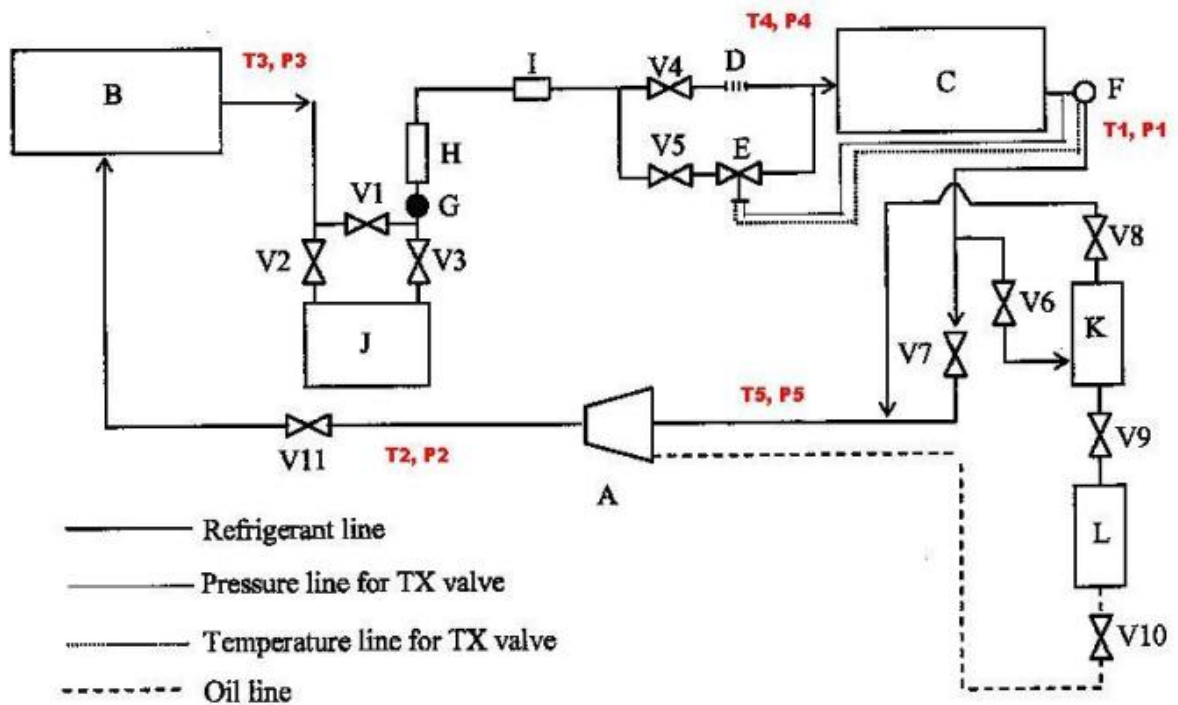 T4, P4
T3, P3
I
V4
D
B
C
F
T1, P1
H
V5
E
V1
G
V2
V3
V8
V6
K
J
V7
T5, P5
V9
V11
T2, P2
A
L
Refrigerant line
Pressure line for TX valve
V10
Temperature line for TX valve
Oil line